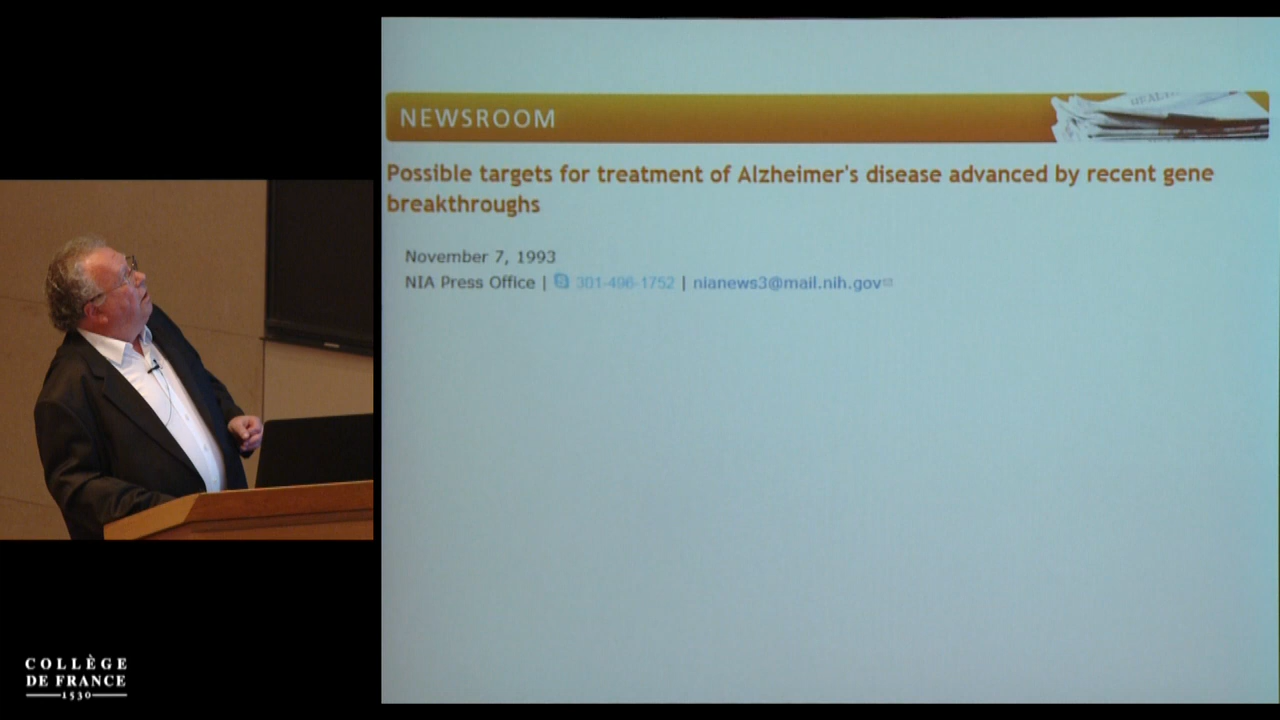 NEWSROOM
Possible targets for treatment of Alzheimer's disease advanced by recent gene
breakthroughs
November 7, 1993
NIA Press Office | 301-496-1752 | nianews3@mail.nih.gov
COLLÈGE
DE FRANCE
1530